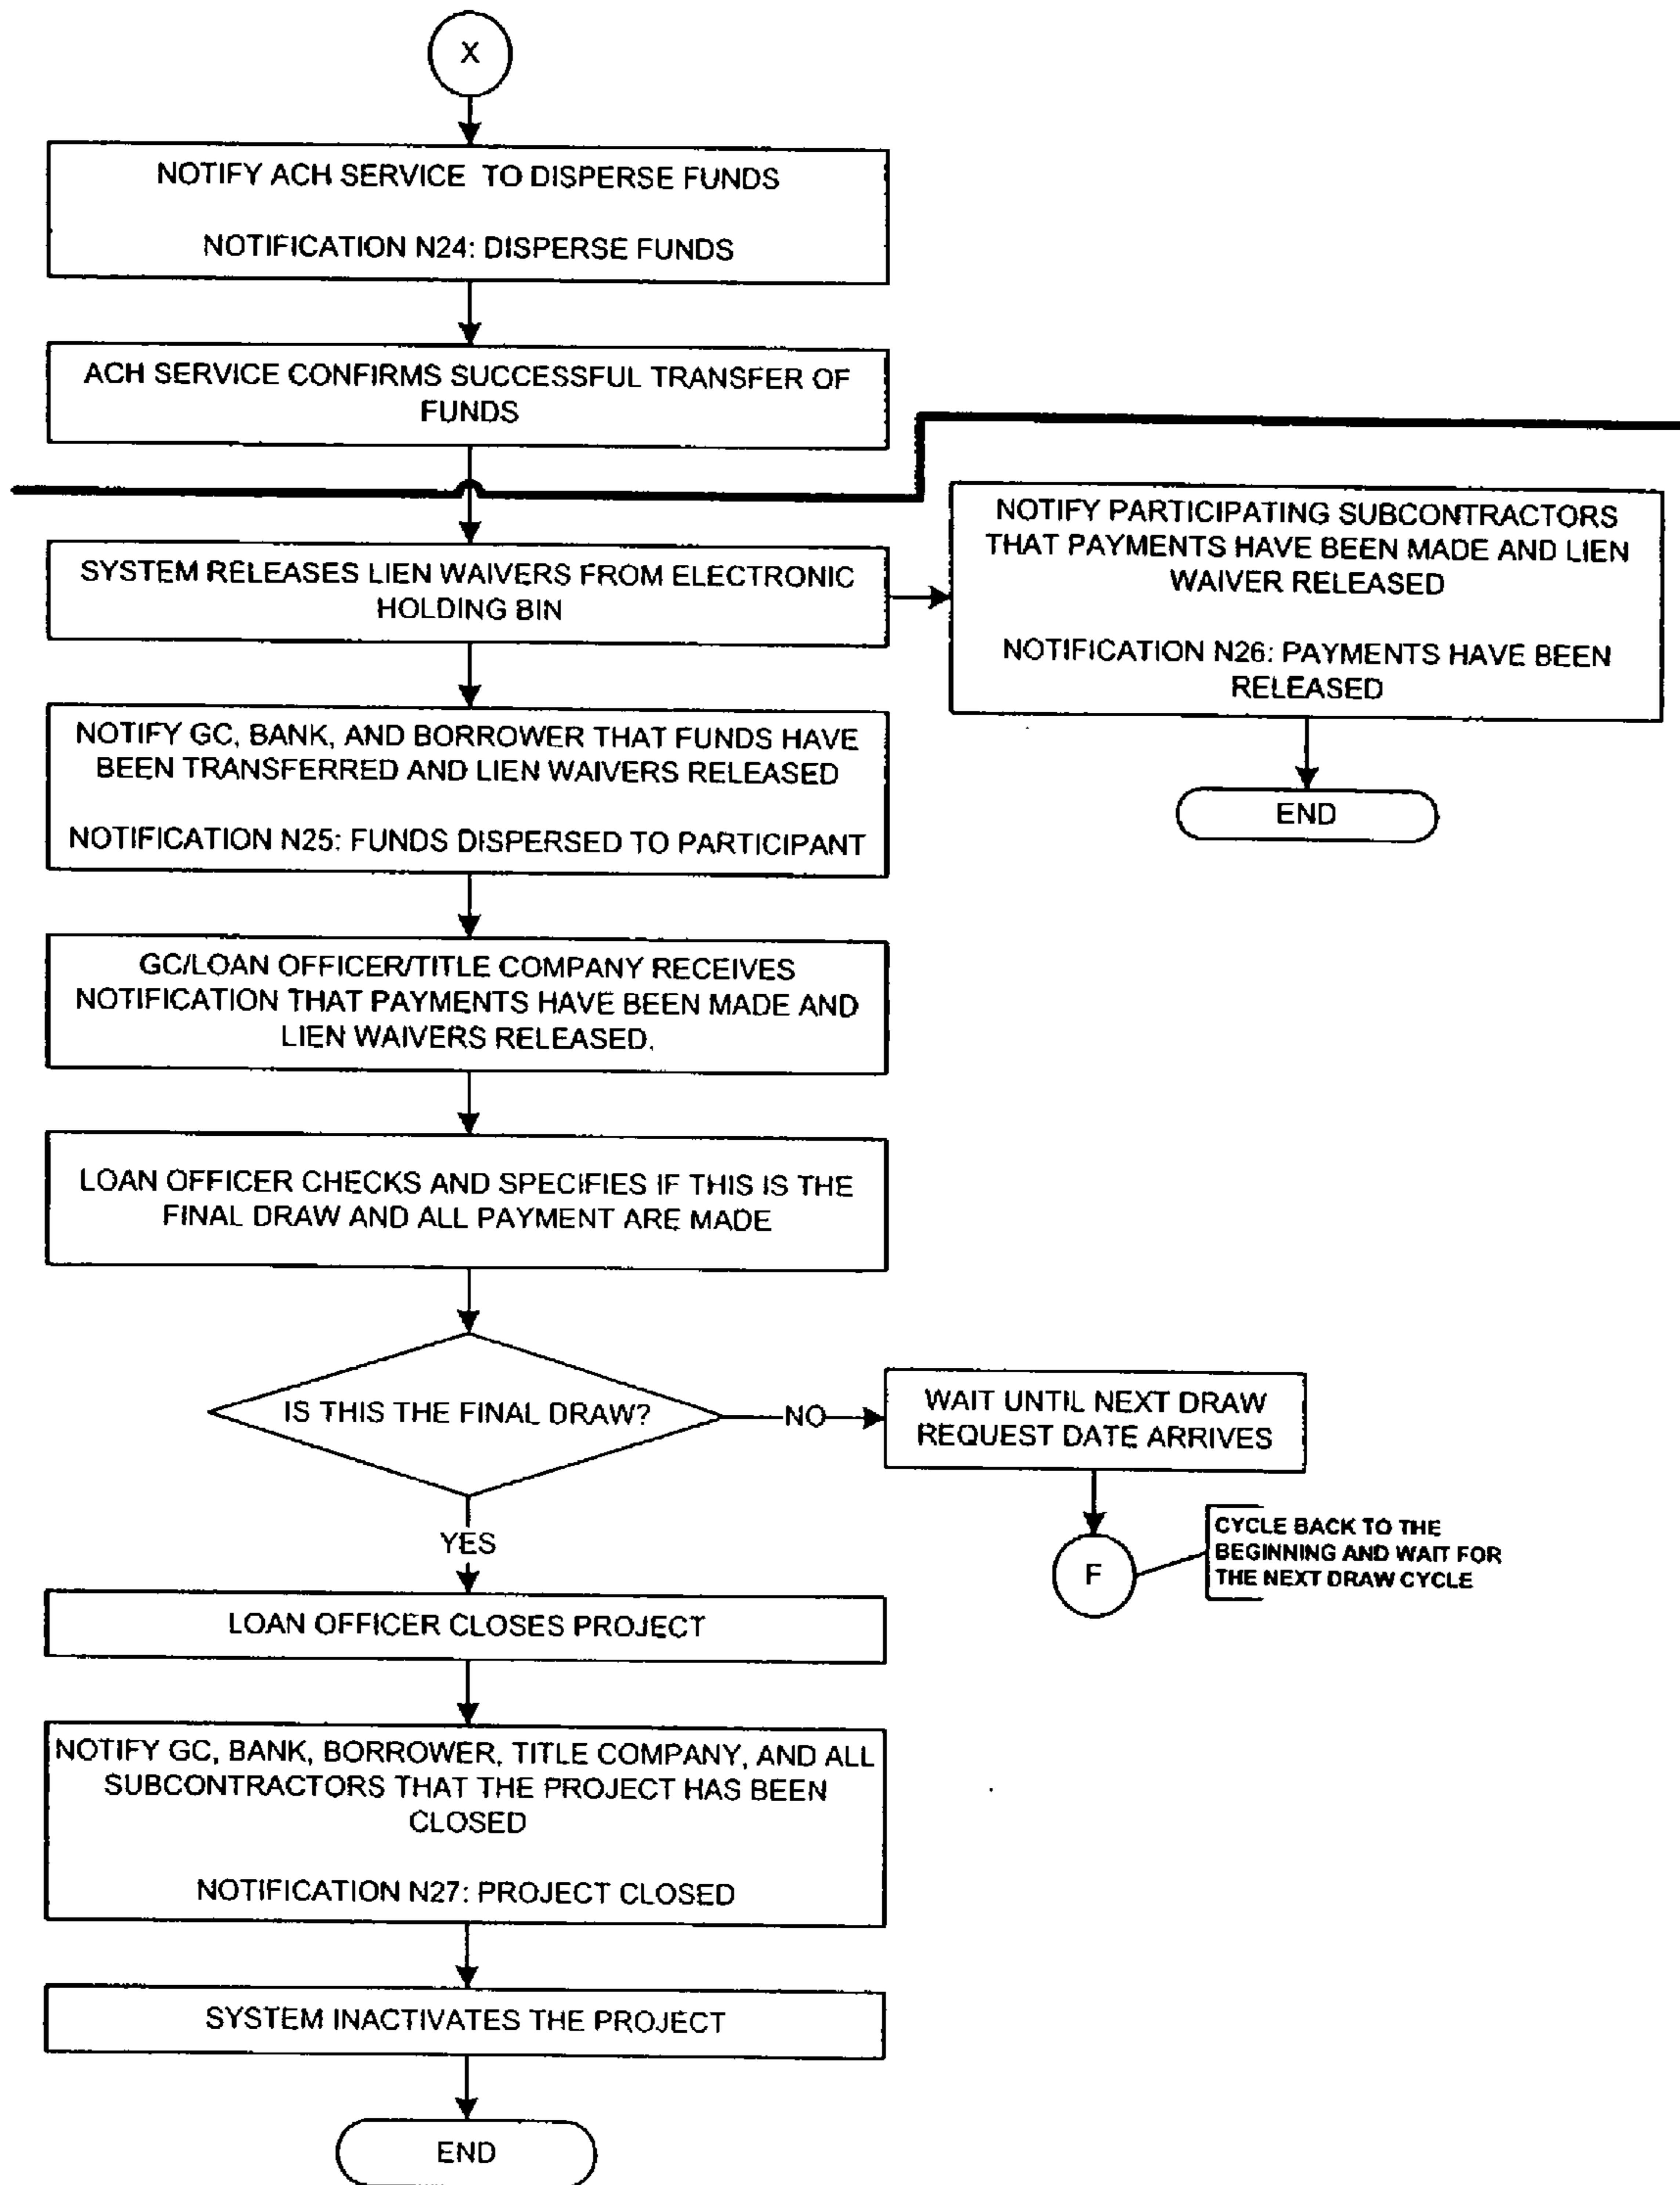 X
NOTIFY ACH SERVICE TO DISPERSE FUNDS
NOTIFICATION N24: DISPERSE FUNDS
ACH SERVICE CONFIRMS SUCCESSFUL TRANSFER OF
FUNDS
SYSTEM RELEASES LIEN WAIVERS FROM ELECTRONIC
HOLDING BIN
NOTIFY PARTICIPATING SUBCONTRACTORS
THAT PAYMENTS HAVE BEEN MADE AND LIEN
WAIVER RELEASED
NOTIFICATION N26: PAYMENTS HAVE BEEN
RELEASED
END
NOTIFY GC, BANK, AND BORROWER THAT FUNDS HAVE
BEEN TRANSFERRED AND LIEN WAIVERS RELEASED
NOTIFICATION N25: FUNDS DISPERSED TO PARTICIPANT
GC/LOAN OFFICER/TITLE COMPANY RECEIVES
NOTIFICATION THAT PAYMENTS HAVE BEEN MADE AND
LIEN WAIVERS RELEASED.
LOAN OFFICER CHECKS AND SPECIFIES IF THIS IS THE
FINAL DRAW AND ALL PAYMENT ARE MADE
IS THIS THE FINAL DRAW?
NO
WAIT UNTIL NEXT DRAW
REQUEST DATE ARRIVES
F
CYCLE BACK TO THE
BEGINNING AND WAIT FOR
THE NEXT DRAW CYCLE
YES
LOAN OFFICER CLOSES PROJECT
NOTIFY GC, BANK, BORROWER, TITLE COMPANY, AND ALL
SUBCONTRACTORS THAT THE PROJECT HAS BEEN
CLOSED
NOTIFICATION N27: PROJECT CLOSED
SYSTEM INACTIVATES THE PROJECT
END